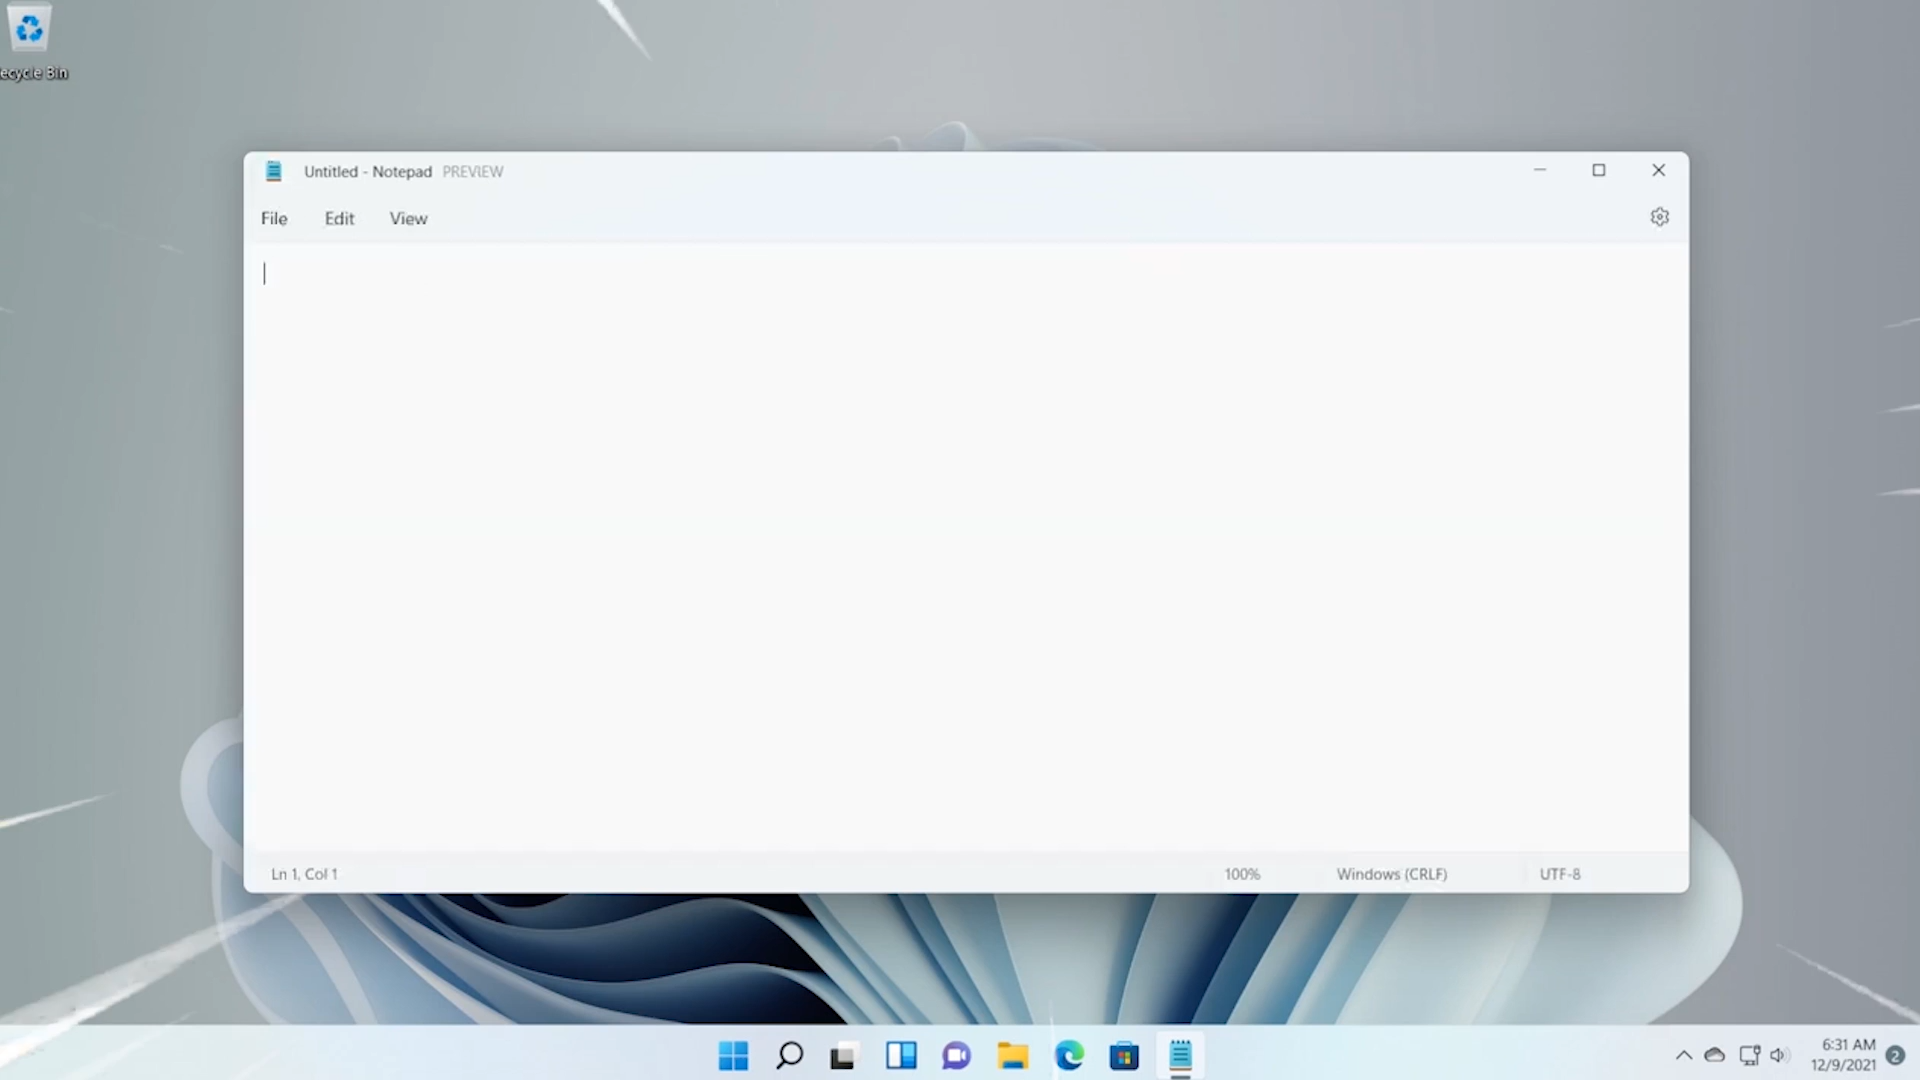 ecycle Bin
Untitled - Notepad PREVIEW
File Edit View
Ln 1, Col 1 100% Windows (CRLF) UTF-8
6:31 AM
12/9/2021 2